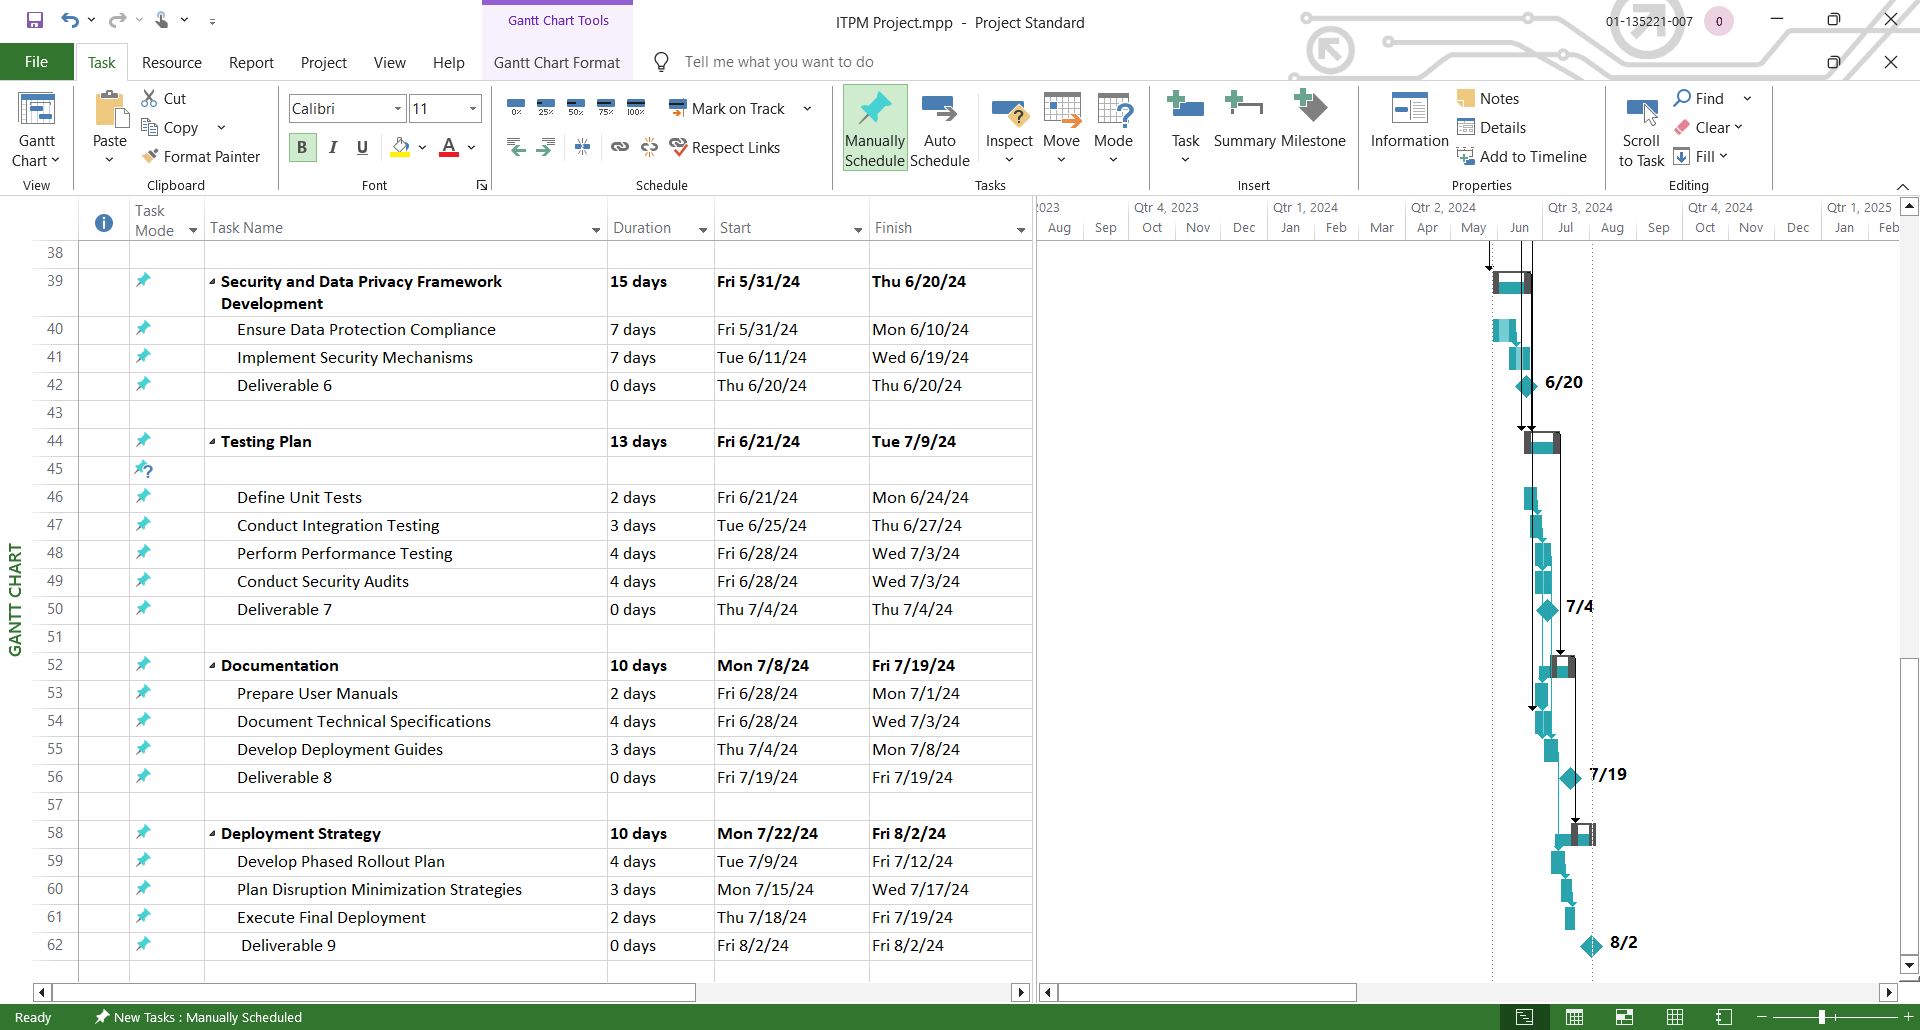 Gantt Chart Tools
ITPM Project.mpp - Project Standard
01-135221-007
0
File Task Resource Report Project View Help Gantt Chart Format Tell me what you want to do
Gantt Chart
View
Paste
Cut
Copy
Format Painter
Clipboard
Calibri 11
B I U A
Font
0% 25% 50% 75% 100%
Mark on Track
Respect Links
Schedule
Manually Schedule
Auto Schedule
Inspect
Move
Mode
Tasks
Task
Summary
Milestone
Insert
Information
Notes
Details
Add to Timeline
Properties
Scroll to Task
Find
Clear
Fill
Editing
Task Mode Task Name Duration Start Finish
2023 Qtr 4, 2023 Qtr 1, 2024 Qtr 2, 2024 Qtr 3, 2024 Qtr 4, 2024 Qtr 1, 2025
Aug Sep Oct Nov Dec Jan Feb Mar Apr May Jun Jul Aug Sep Oct Nov Dec Jan Feb
38
39 Security and Data Privacy Framework Development 15 days Fri 5/31/24 Thu 6/20/24
40 Ensure Data Protection Compliance 7 days Fri 5/31/24 Mon 6/10/24
41 Implement Security Mechanisms 7 days Tue 6/11/24 Wed 6/19/24
42 Deliverable 6 0 days Thu 6/20/24 Thu 6/20/24 6/20
43
44 Testing Plan 13 days Fri 6/21/24 Tue 7/9/24
45
46 Define Unit Tests 2 days Fri 6/21/24 Mon 6/24/24
47 Conduct Integration Testing 3 days Tue 6/25/24 Thu 6/27/24
48 Perform Performance Testing 4 days Fri 6/28/24 Wed 7/3/24
49 Conduct Security Audits 4 days Fri 6/28/24 Wed 7/3/24
50 Deliverable 7 0 days Thu 7/4/24 Thu 7/4/24 7/4
51
52 Documentation 10 days Mon 7/8/24 Fri 7/19/24
53 Prepare User Manuals 2 days Fri 6/28/24 Mon 7/1/24
54 Document Technical Specifications 4 days Fri 6/28/24 Wed 7/3/24
55 Develop Deployment Guides 3 days Thu 7/4/24 Mon 7/8/24
56 Deliverable 8 0 days Fri 7/19/24 Fri 7/19/24 7/19
57
58 Deployment Strategy 10 days Mon 7/22/24 Fri 8/2/24
59 Develop Phased Rollout Plan 4 days Tue 7/9/24 Fri 7/12/24
60 Plan Disruption Minimization Strategies 3 days Mon 7/15/24 Wed 7/17/24
61 Execute Final Deployment 2 days Thu 7/18/24 Fri 7/19/24
62 Deliverable 9 0 days Fri 8/2/24 Fri 8/2/24 8/2
GANTT CHART
Ready New Tasks : Manually Scheduled